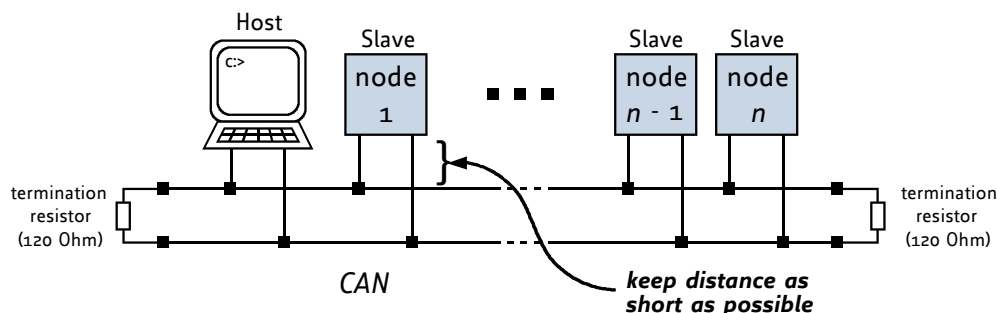 Host
c:>
Slave
node
1
Slave
node
n - 1
Slave
node
n
termination
resistor
(120 Ohm)
termination
resistor
(120 Ohm)
CAN
keep distance as
short as possible